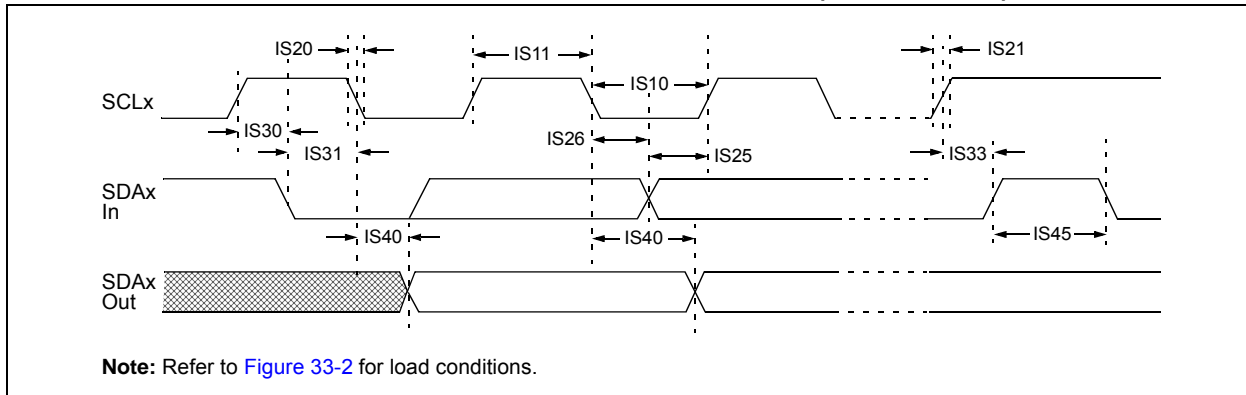 IS20 IS11 IS10 IS21
SCLx
IS30 IS31 IS26 IS25 IS33
SDAx
In
IS40 IS40 IS45
SDAx
Out
Note: Refer to Figure 33-2 for load conditions.